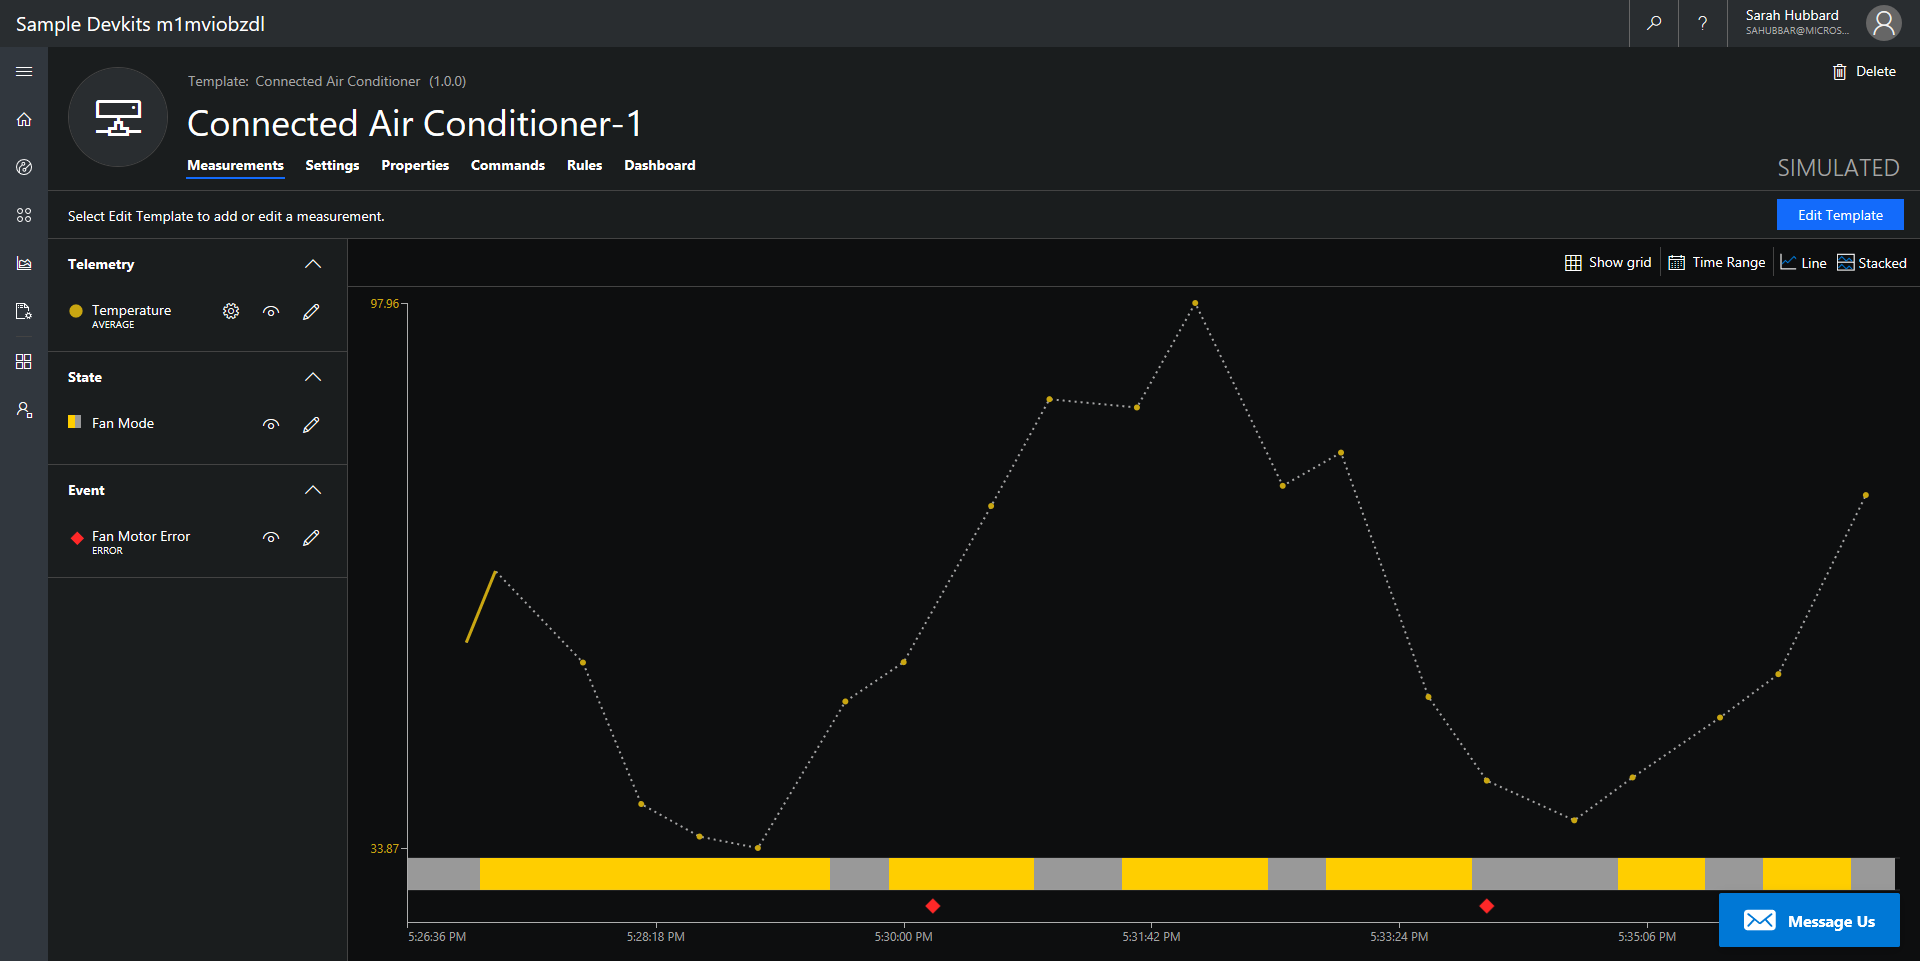 Sample Devkits m1mviobzdl
?
Sarah Hubbard
SAHUBBAR@MICROS...
Template: Connected Air Conditioner (1.0.0)
Delete
Connected Air Conditioner-1
Measurements Settings Properties Commands Rules Dashboard
SIMULATED
Select Edit Template to add or edit a measurement.
Edit Template
Telemetry
Show grid Time Range Line Stacked
Temperature
AVERAGE
State
Fan Mode
Event
Fan Motor Error
ERROR
97.96
33.87
5:26:36 PM 5:28:18 PM 5:30:00 PM 5:31:42 PM 5:33:24 PM 5:35:06 PM
Message Us